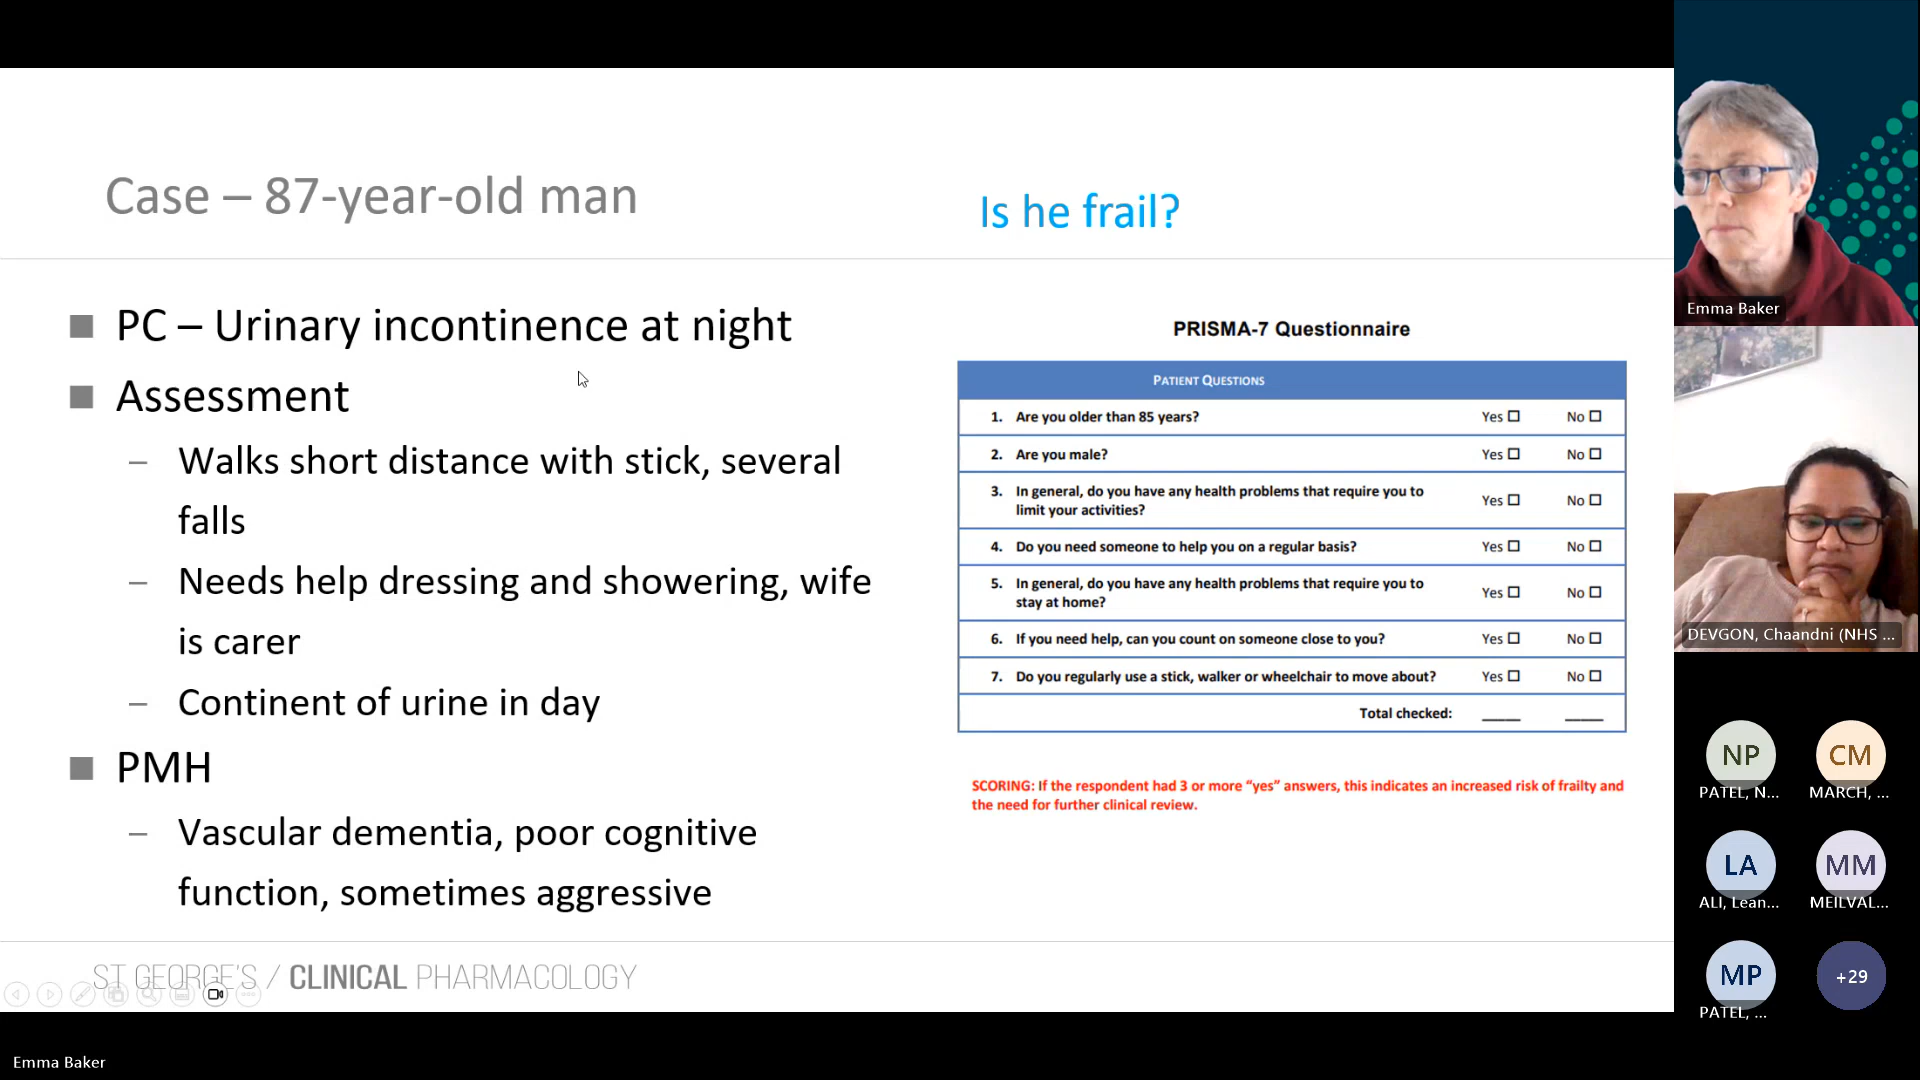 Case – 87-year-old man
Is he frail?
■ PC – Urinary incontinence at night
■ Assessment
– Walks short distance with stick, several
falls
– Needs help dressing and showering, wife
is carer
– Continent of urine in day
■ PMH
– Vascular dementia, poor cognitive
function, sometimes aggressive
PRISMA-7 Questionnaire
PATIENT QUESTIONS
1. Are you older than 85 years? Yes ☐ No ☐
2. Are you male? Yes ☐ No ☐
3. In general, do you have any health problems that require you to
limit your activities? Yes ☐ No ☐
4. Do you need someone to help you on a regular basis? Yes ☐ No ☐
5. In general, do you have any health problems that require you to
stay at home? Yes ☐ No ☐
6. If you need help, can you count on someone close to you? Yes ☐ No ☐
7. Do you regularly use a stick, walker or wheelchair to move about? Yes ☐ No ☐
Total checked: _____ _____
SCORING: If the respondent had 3 or more “yes” answers, this indicates an increased risk of frailty and
the need for further clinical review.
ST GEORGE'S / CLINICAL PHARMACOLOGY
Emma Baker
Emma Baker
DEVGON, Chaandni (NHS ...
NP
PATEL, N...
CM
MARCH, ...
LA
ALI, Lean...
MM
MEILVAL...
MP
PATEL, ...
+29